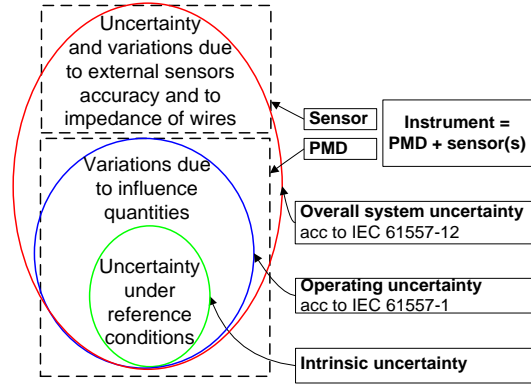 Uncertainty
and variations due
to external sensors
accuracy and to
impedance of wires
Sensor
PMD
Instrument =
PMD + sensor(s)
Variations due
to influence
quantities
Overall system uncertainty
acc to IEC 61557-12
Uncertainty
under
reference
conditions
Operating uncertainty
acc to IEC 61557-1
Intrinsic uncertainty